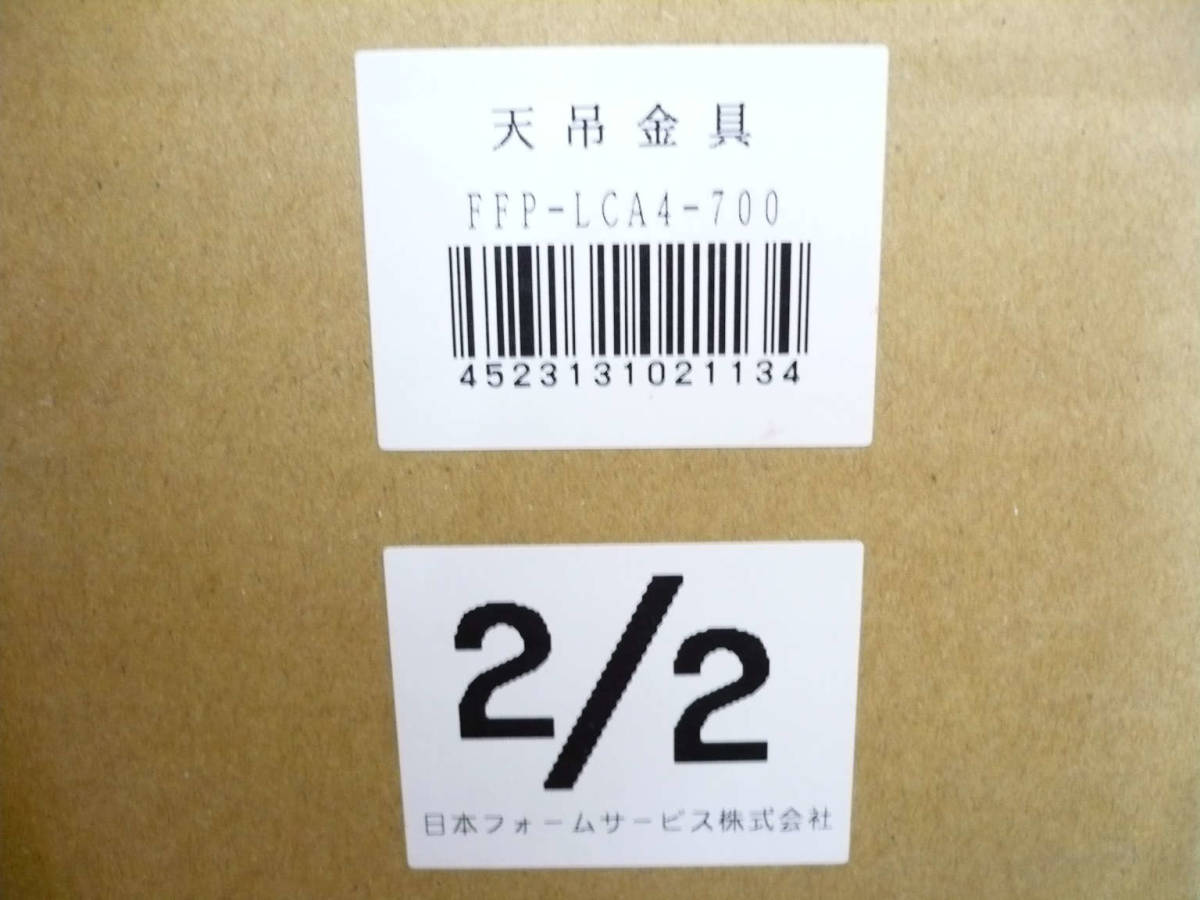 天吊金具
FFP-LCA4-700
4523131021134
2/2
日本フォームサービス株式会社